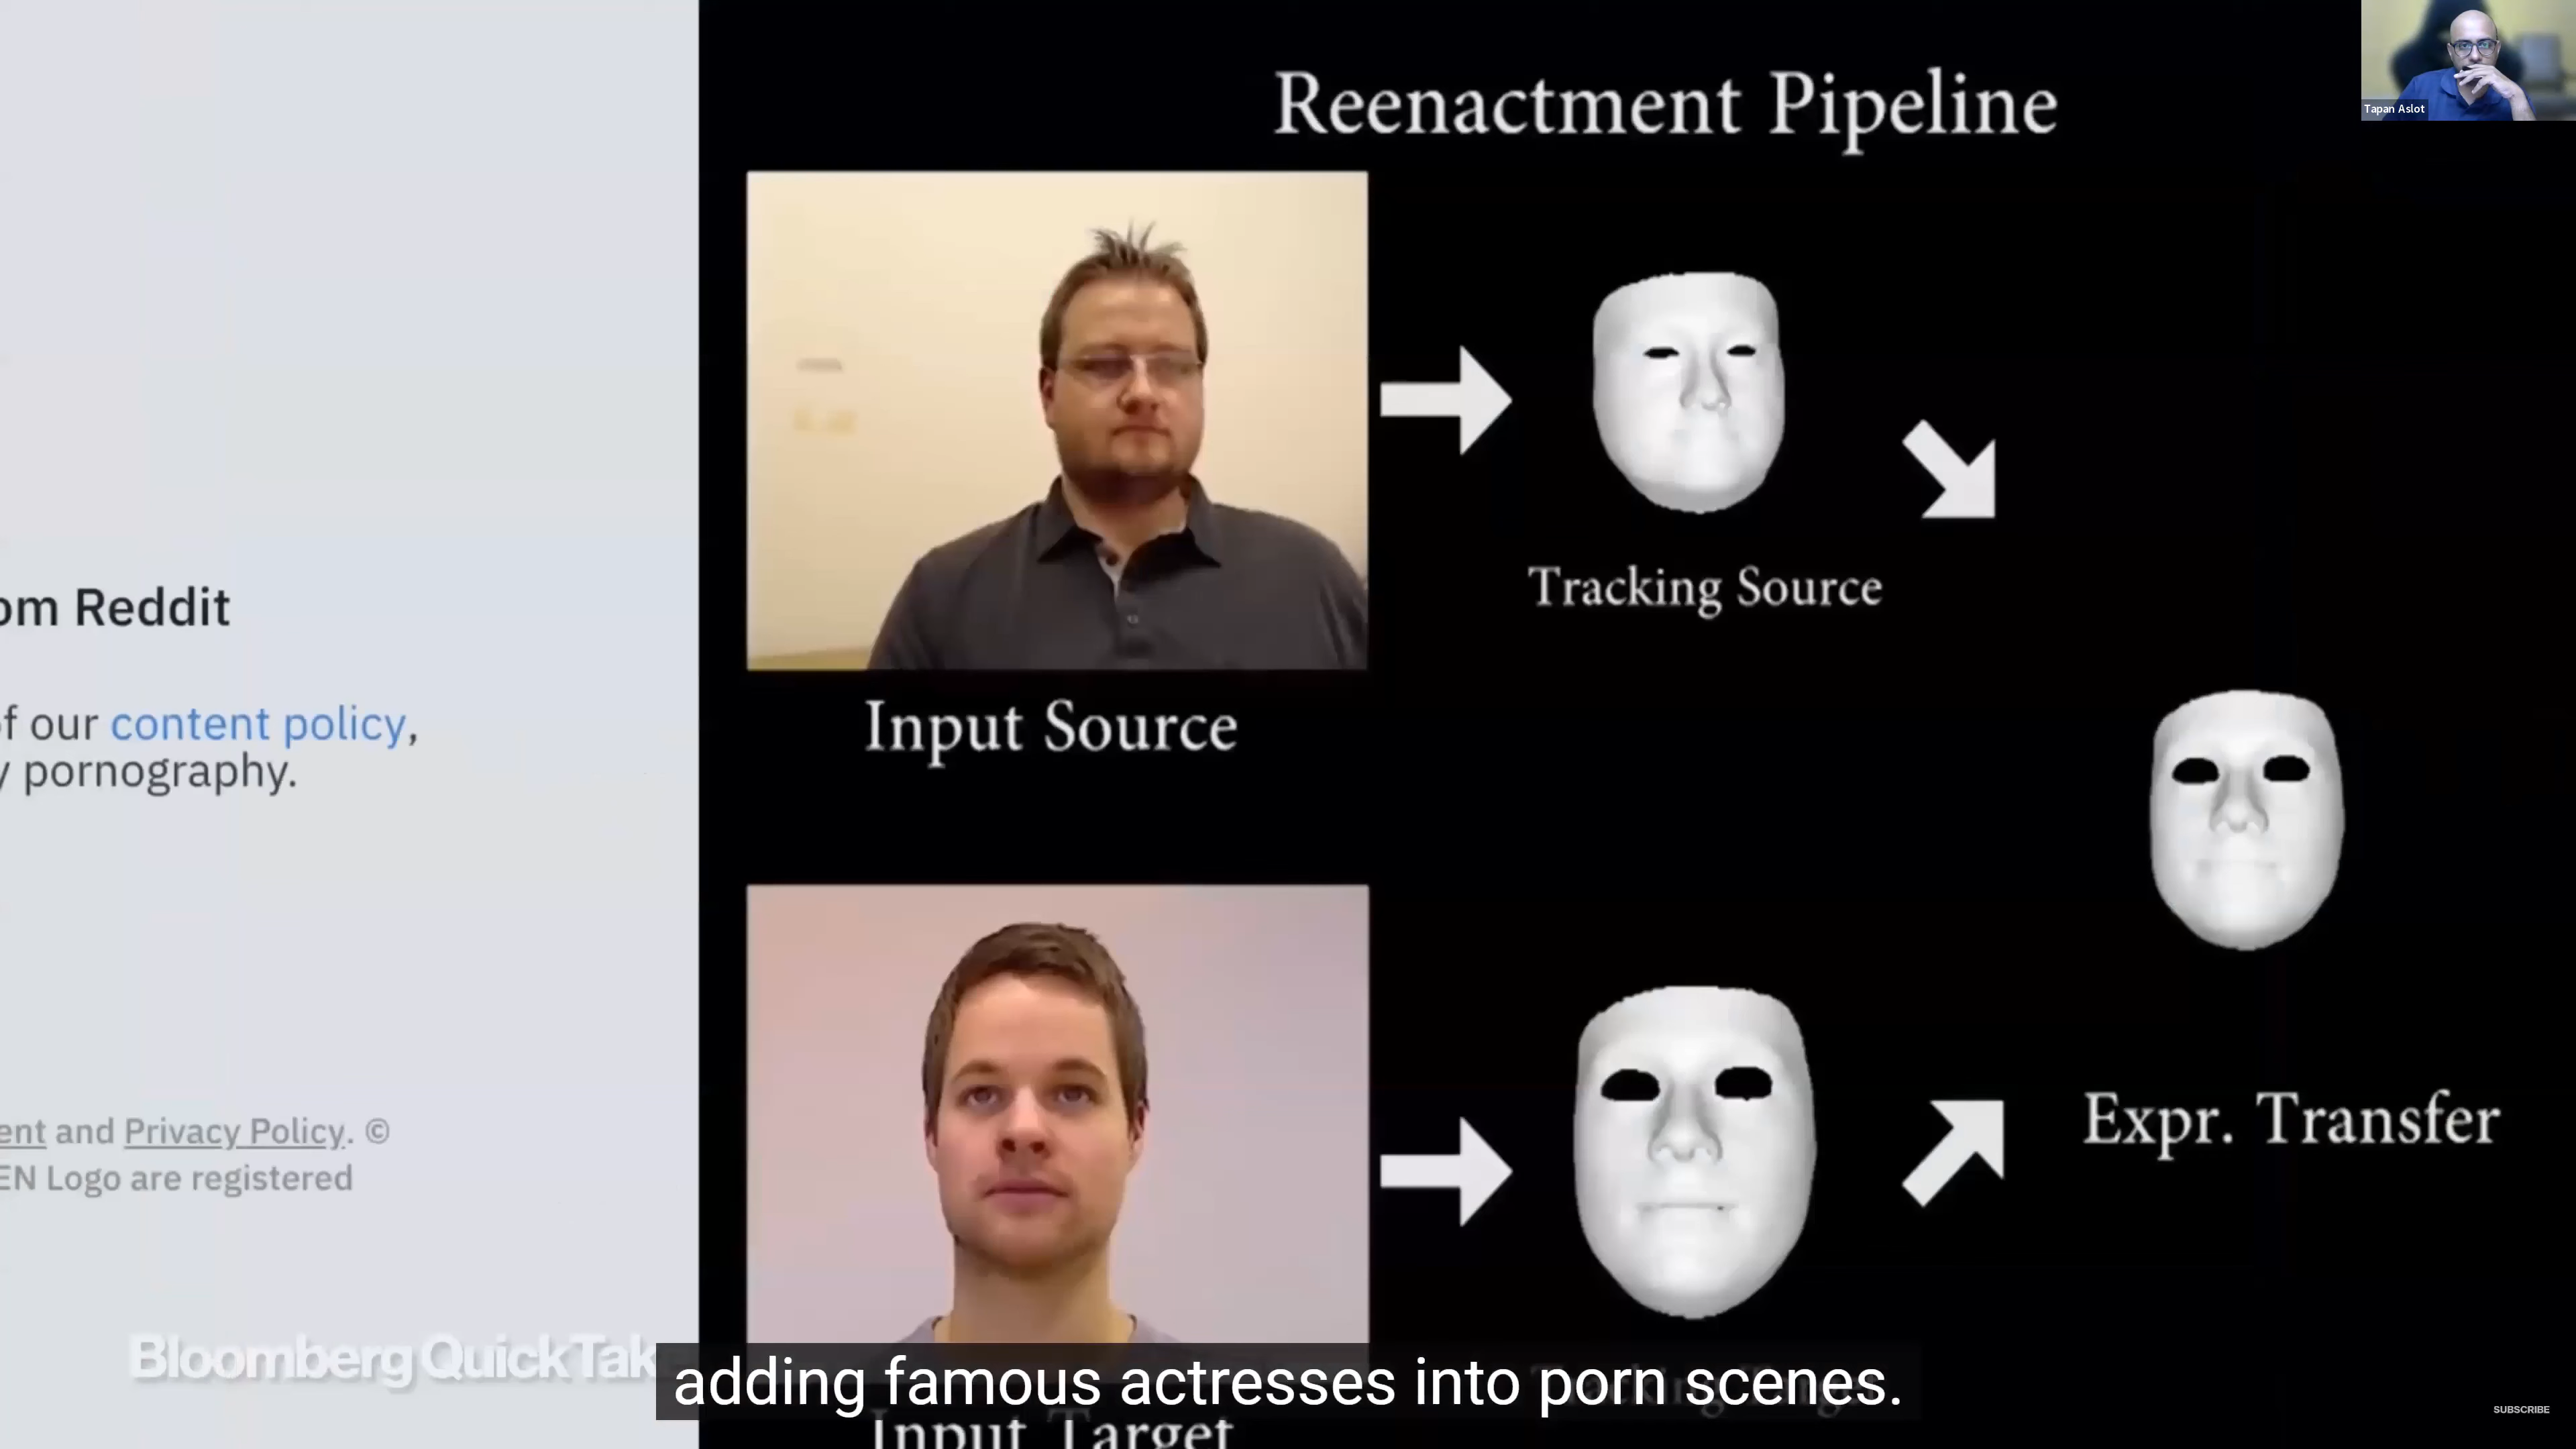 Reenactment Pipeline
Tapan Aslot
Tracking Source
om Reddit
Input Source
of our content policy,
y pornography.
Expr. Transfer
ent and Privacy Policy. ©
EN Logo are registered
Bloomberg QuickTak
adding famous actresses into porn scenes.
Input Target
SUBSCRIBE